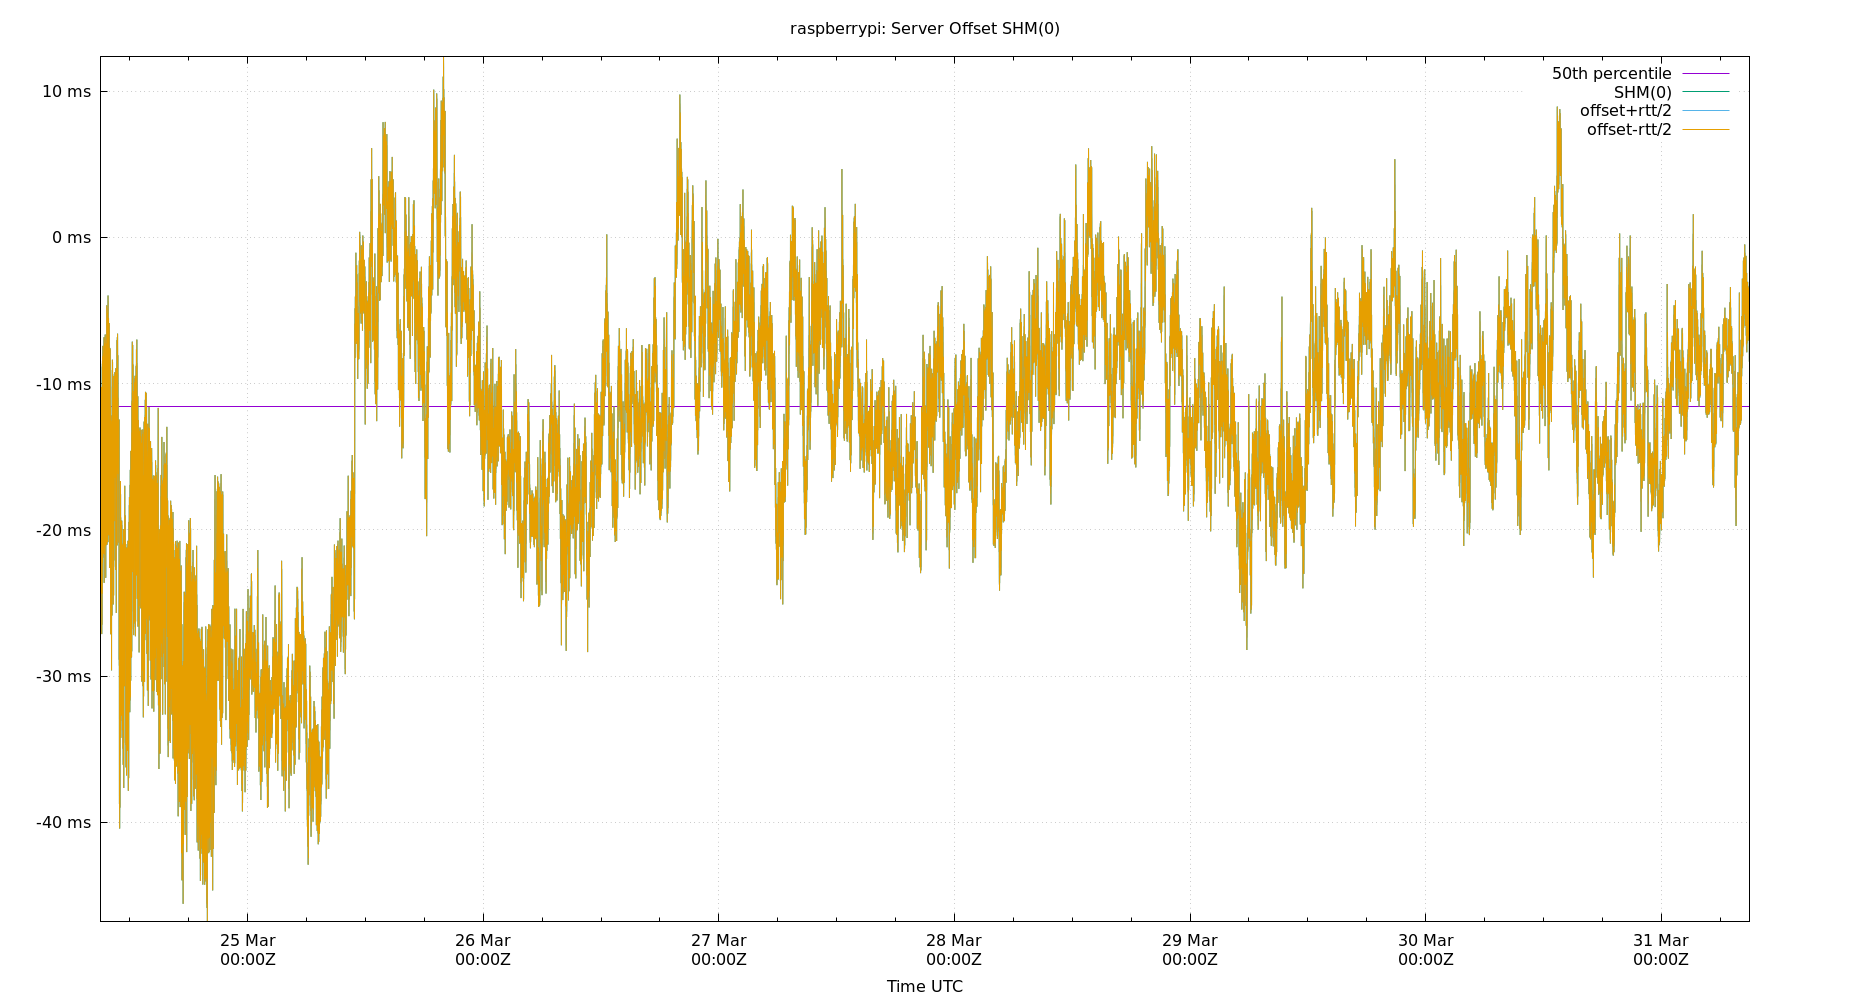 raspberrypi: Server Offset SHM(0)
50th percentile
SHM(0)
offset+rtt/2
offset-rtt/2
10 ms
0 ms
-10 ms
-20 ms
-30 ms
-40 ms
25 Mar 26 Mar 27 Mar 28 Mar 29 Mar 30 Mar 31 Mar
00:00Z 00:00Z 00:00Z 00:00Z 00:00Z 00:00Z 00:00Z
Time UTC